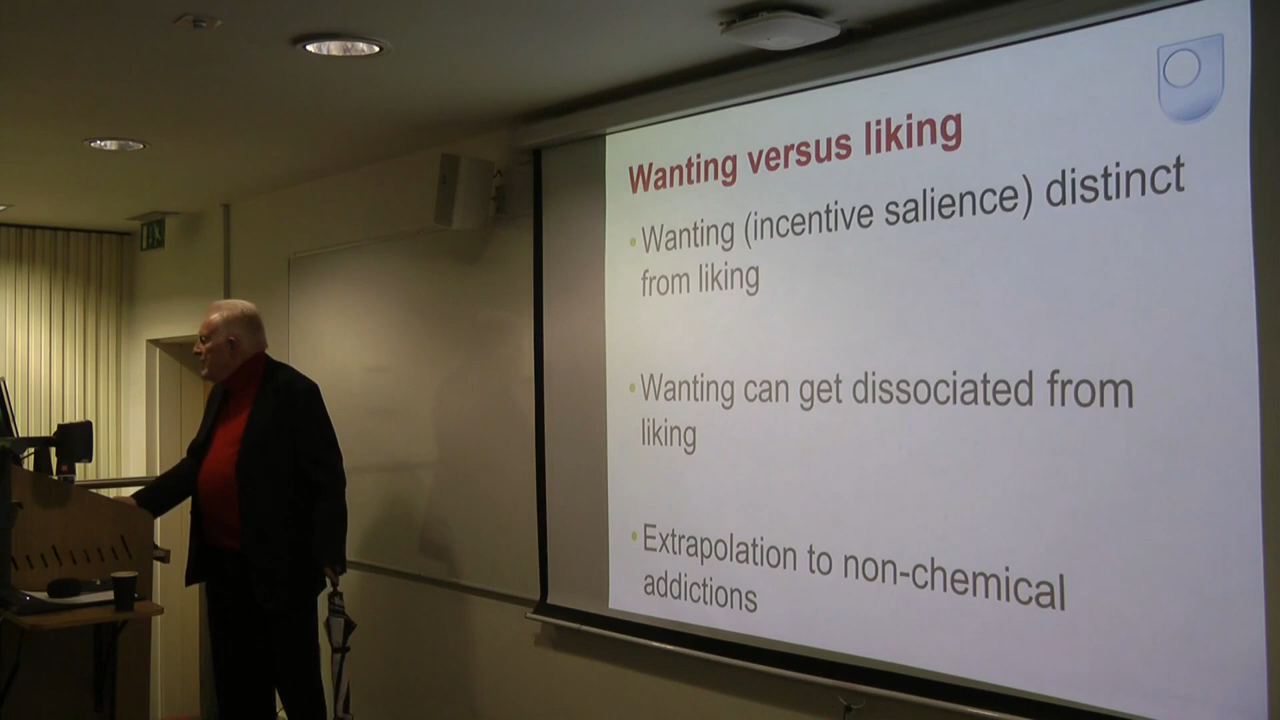 Wanting versus liking
• Wanting (incentive salience) distinct
from liking
• Wanting can get dissociated from
liking
• Extrapolation to non-chemical
addictions